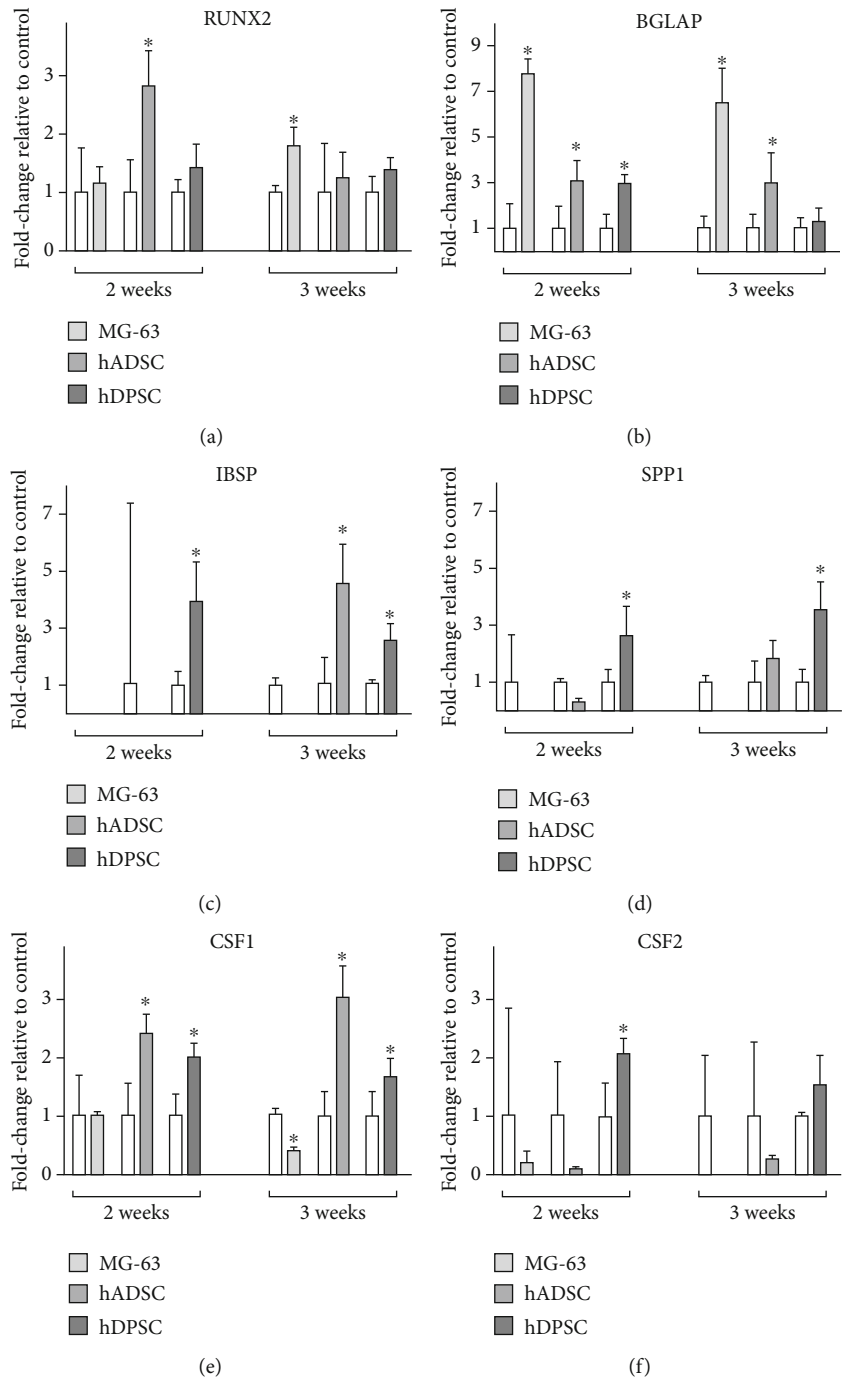 RUNX2
Fold-change relative to control
3
2
1
0
*
*
2 weeks
3 weeks
MG-63
hADSC
hDPSC
(a)
BGLAP
Fold-change relative to control
9
7
5
3
1
*
*
*
*
*
2 weeks
3 weeks
MG-63
hADSC
hDPSC
(b)
IBSP
Fold-change relative to control
7
5
3
1
*
*
*
2 weeks
3 weeks
MG-63
hADSC
hDPSC
(c)
SPP1
Fold-change relative to control
7
5
3
1
*
*
2 weeks
3 weeks
MG-63
hADSC
hDPSC
(d)
CSF1
Fold-change relative to control
3
2
1
0
*
*
*
*
*
2 weeks
3 weeks
MG-63
hADSC
hDPSC
(e)
CSF2
Fold-change relative to control
3
2
1
0
*
2 weeks
3 weeks
MG-63
hADSC
hDPSC
(f)